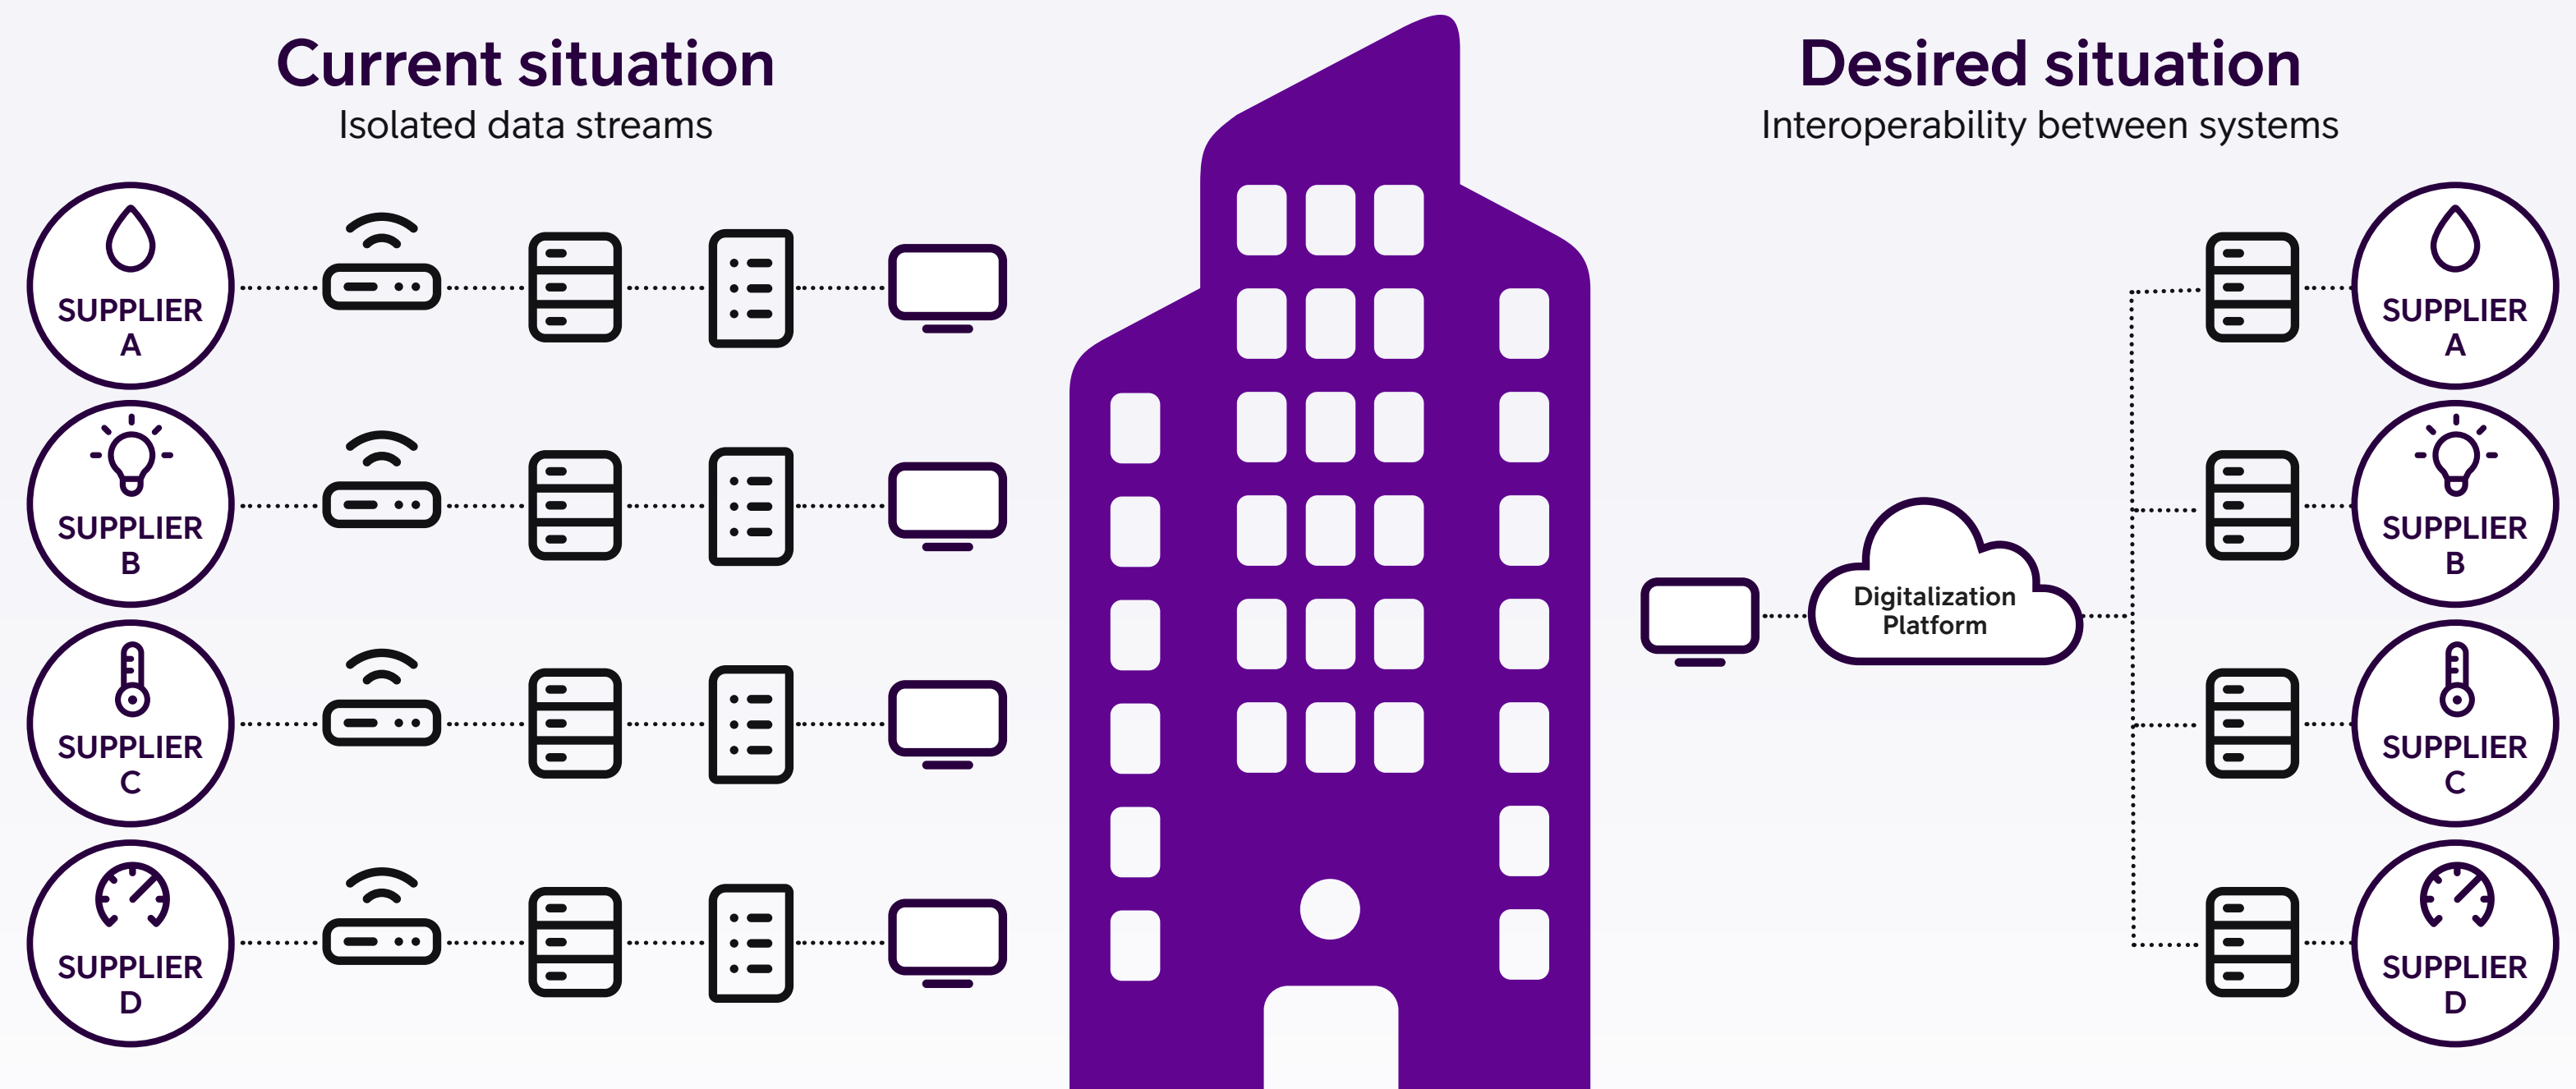 Current situation
Isolated data streams
SUPPLIER
A
SUPPLIER
B
SUPPLIER
C
SUPPLIER
D
Desired situation
Interoperability between systems
Digitalization
Platform
SUPPLIER
A
SUPPLIER
B
SUPPLIER
C
SUPPLIER
D